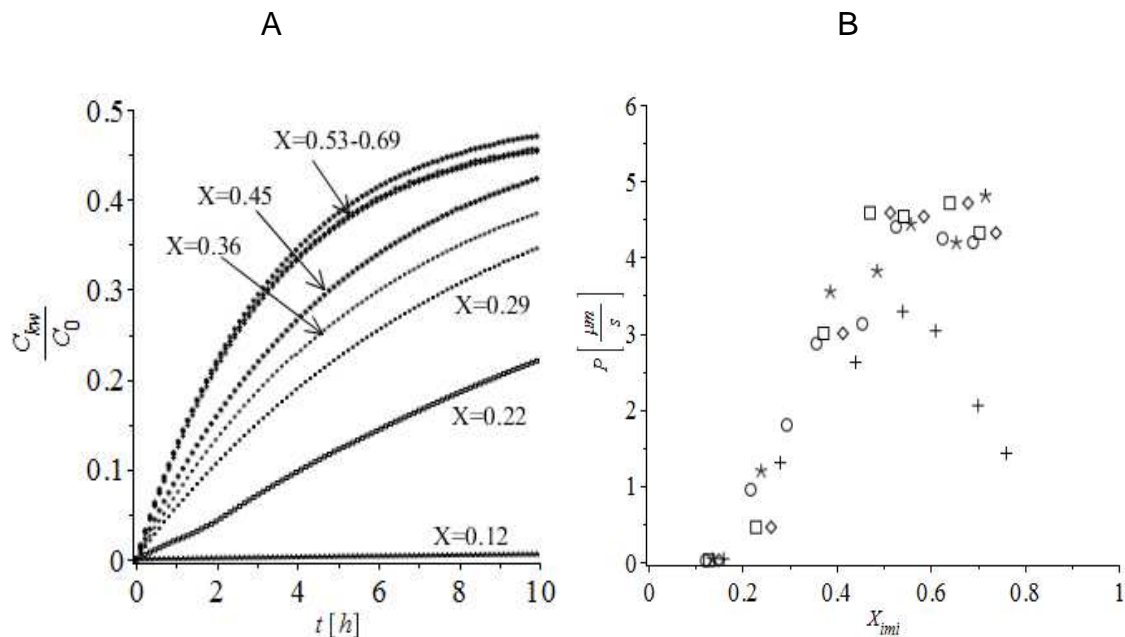 A
B
0.5
0.4
0.3
0.2
0.1
0
C_kw
C_0
X=0.53-0.69
X=0.45
X=0.36
X=0.29
X=0.22
X=0.12
0 2 4 6 8 10
t [h]
6
5
4
3
2
1
0
P [μm/s]
0 0.2 0.4 0.6 0.8 1
X_imi